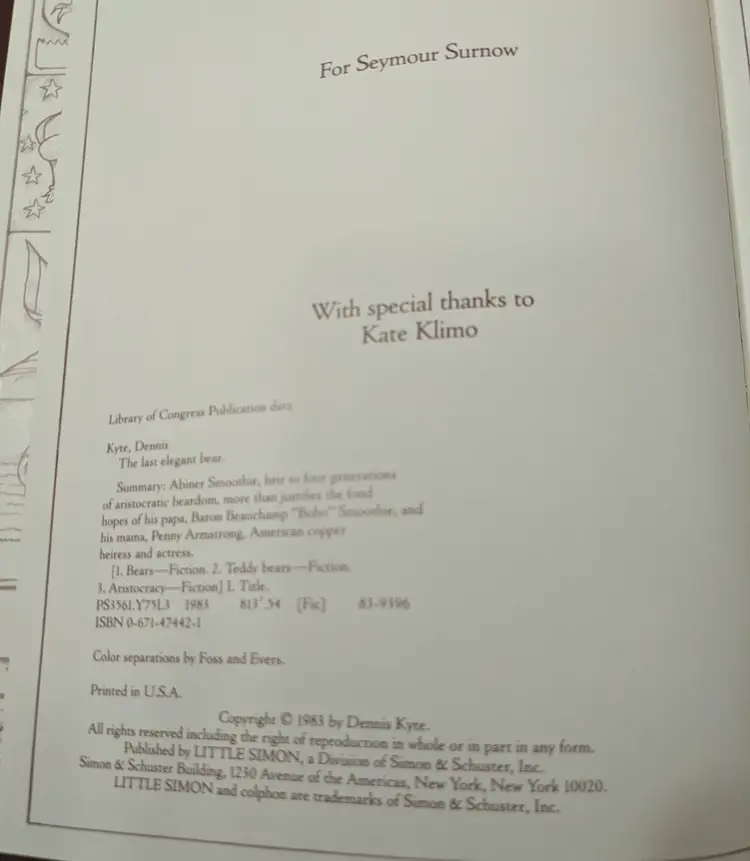 For Seymour Surnow
With special thanks to
Kate Klimo
Library of Congress Publication data
Kyte, Dennis
The last elegant bear.
Summary: Abiner Smoothie, heir to four generations
of aristocratic beardom, more than justifies the fond
hopes of his papa, Baron Beauchamp "Bobo" Smoothie, and
his mama, Penny Armstrong, American copper
heiress and actress.
[1. Bears—Fiction. 2. Teddy bears—Fiction.
3. Aristocracy—Fiction] I. Title.
PS3561.Y75L3 1983 813'.54 [Fic] 83-9396
ISBN 0-671-47442-1
Color separations by Foss and Evers.
Printed in U.S.A.
Copyright © 1983 by Dennis Kyte.
All rights reserved including the right of reproduction in whole or in part in any form.
Published by LITTLE SIMON, a Division of Simon & Schuster, Inc.
Simon & Schuster Building, 1230 Avenue of the Americas, New York, New York 10020.
LITTLE SIMON and colphon are trademarks of Simon & Schuster, Inc.